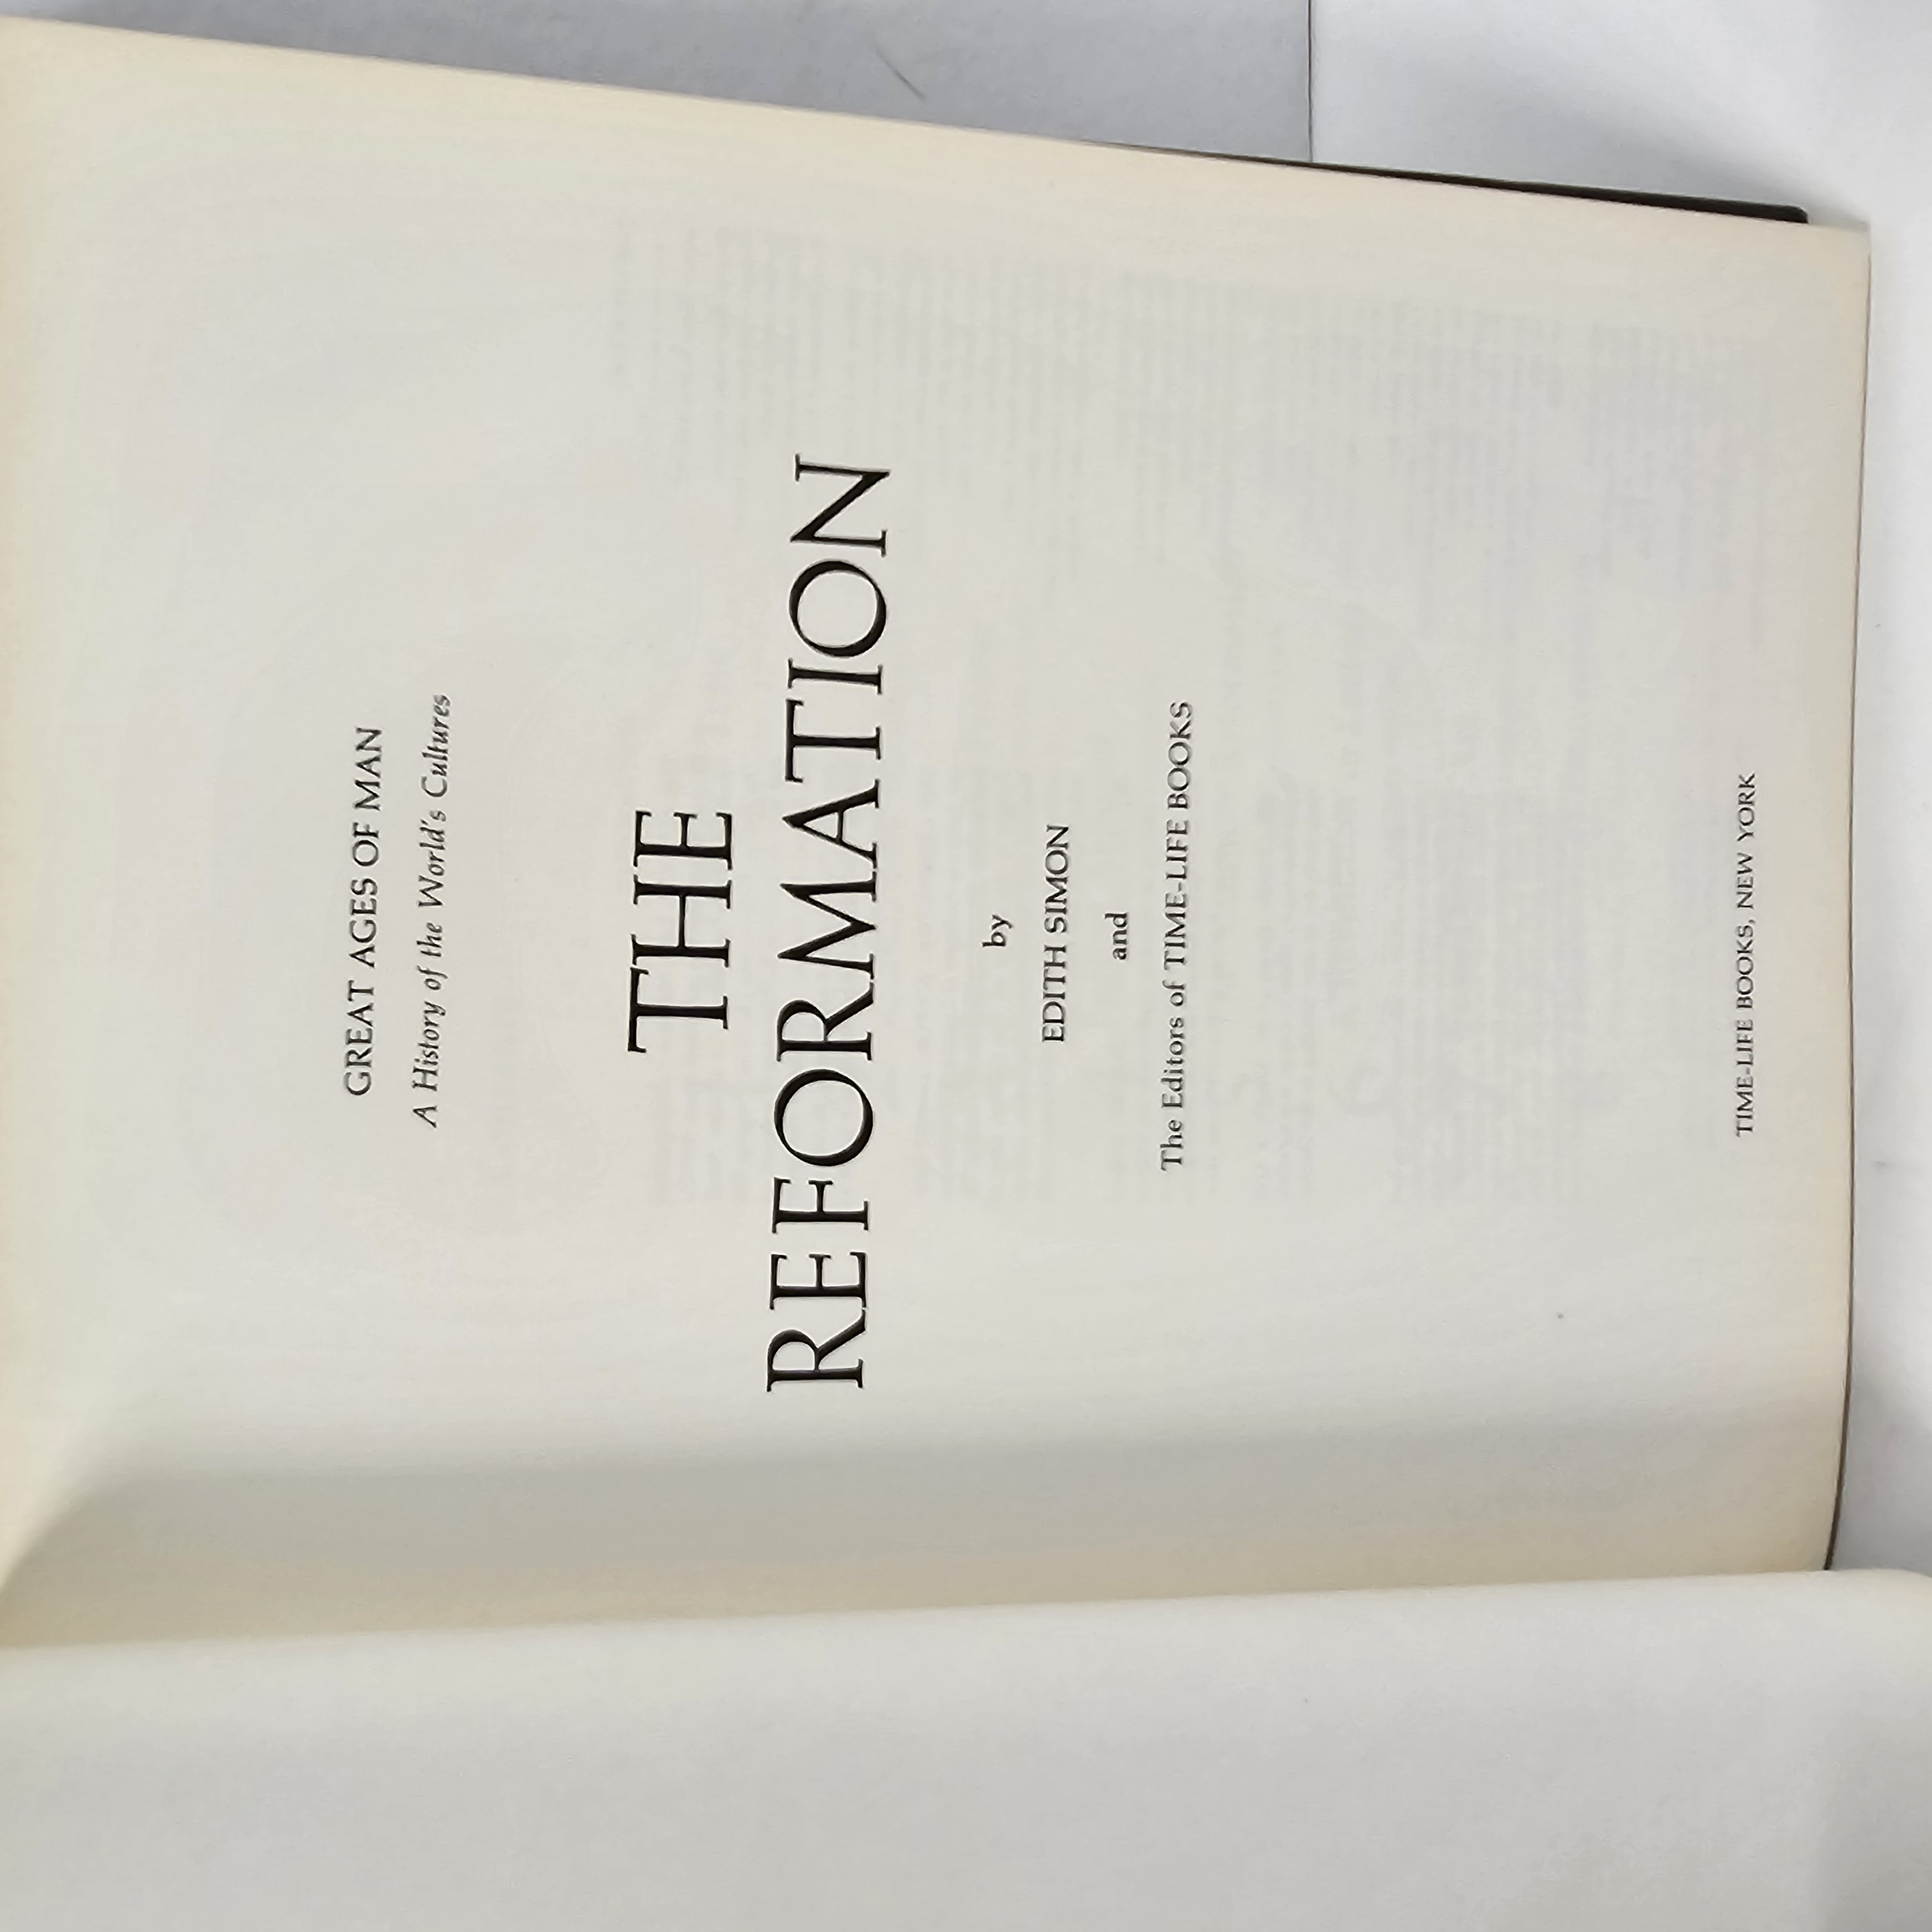 GREAT AGES OF MAN
A History of the World's Cultures
THE
REFORMATION
by
EDITH SIMON
and
The Editors of TIME-LIFE BOOKS
TIME-LIFE BOOKS, NEW YORK